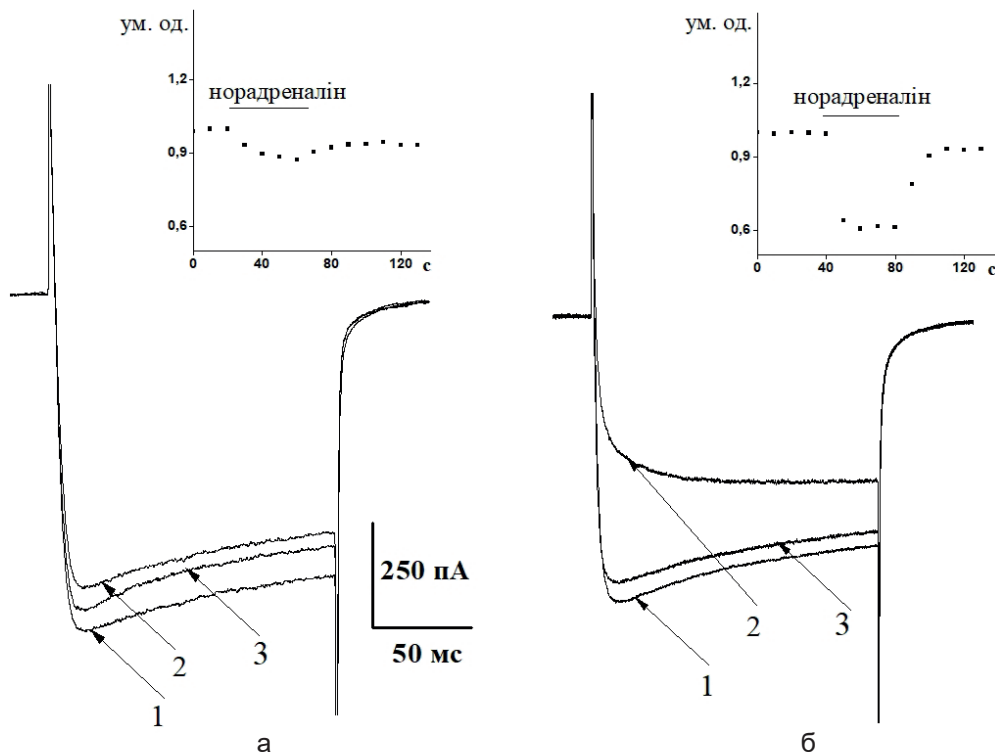 ум. од.
1,2
норадреналін
0,9
0,6
0 40 80 120 с
250 пА
50 мс
1
2
3
а
ум. од.
1,2
норадреналін
0,9
0,6
0 40 80 120 с
2
3
1
б